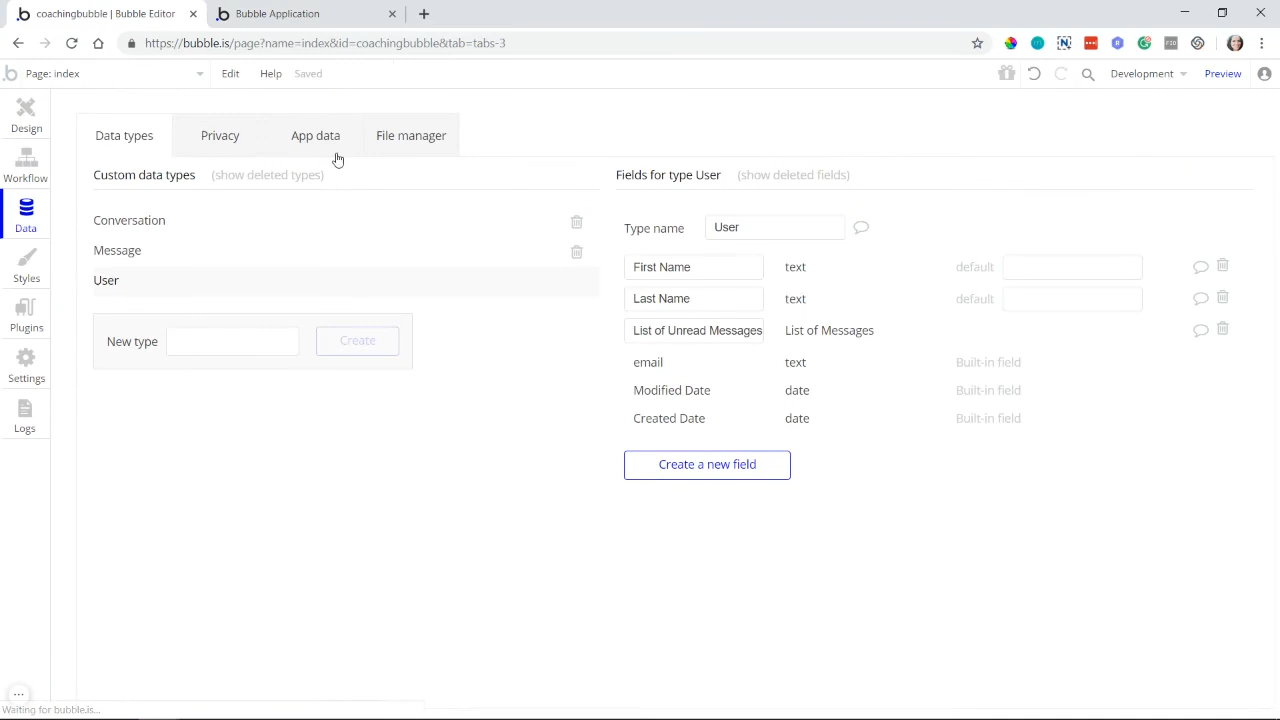 coachingbubble | Bubble Editor
Bubble Application
https://bubble.is/page?name=index&id=coachingbubble&tab=tabs-3
Page: index
Edit
Help
Saved
Development
Preview
Design
Workflow
Data
Styles
Plugins
Settings
Logs
Data types
Privacy
App data
File manager
Custom data types
(show deleted types)
Conversation
Message
User
New type
Create
Fields for type User
(show deleted fields)
Type name
User
First Name
text
default
Last Name
text
default
List of Unread Messages
List of Messages
email
text
Built-in field
Modified Date
date
Built-in field
Created Date
date
Built-in field
Create a new field
Waiting for bubble.is...